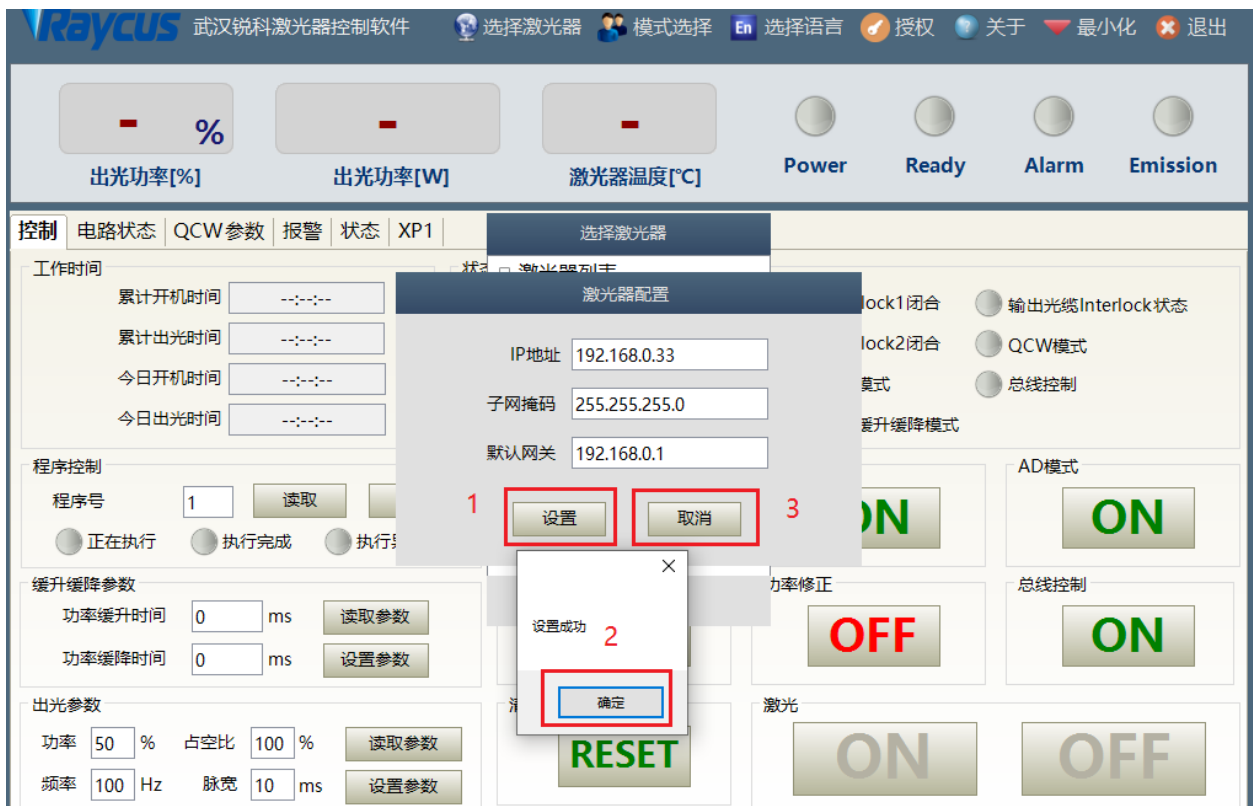 Raycus 武汉锐科激光器控制软件 选择激光器 模式选择 En 选择语言 授权 关于 最小化 退出
- % - -
出光功率[%] 出光功率[W] 激光器温度[℃] Power Ready Alarm Emission
控制 电路状态 QCW参数 报警 状态 XP1
选择激光器
工作时间
激光器列表
激光器配置
累计开机时间 --:--:--
lock1闭合 输出光缆Interlock状态
累计出光时间 --:--:--
IP地址 192.168.0.33
lock2闭合 QCW模式
今日开机时间 --:--:--
模式 总线控制
子网掩码 255.255.255.0
今日出光时间 --:--:--
缓升缓降模式
默认网关 192.168.0.1
程序控制 AD模式
程序号 1 读取
1 设置 取消 3
ON
正在执行 执行完成 执行
缓升缓降参数 功率修正 总线控制
功率缓升时间 0 ms 读取参数
设置成功 2
OFF ON
功率缓降时间 0 ms 设置参数
确定
出光参数 清 激光
功率 50 % 占空比 100 % 读取参数
RESET ON OFF
频率 100 Hz 脉宽 10 ms 设置参数